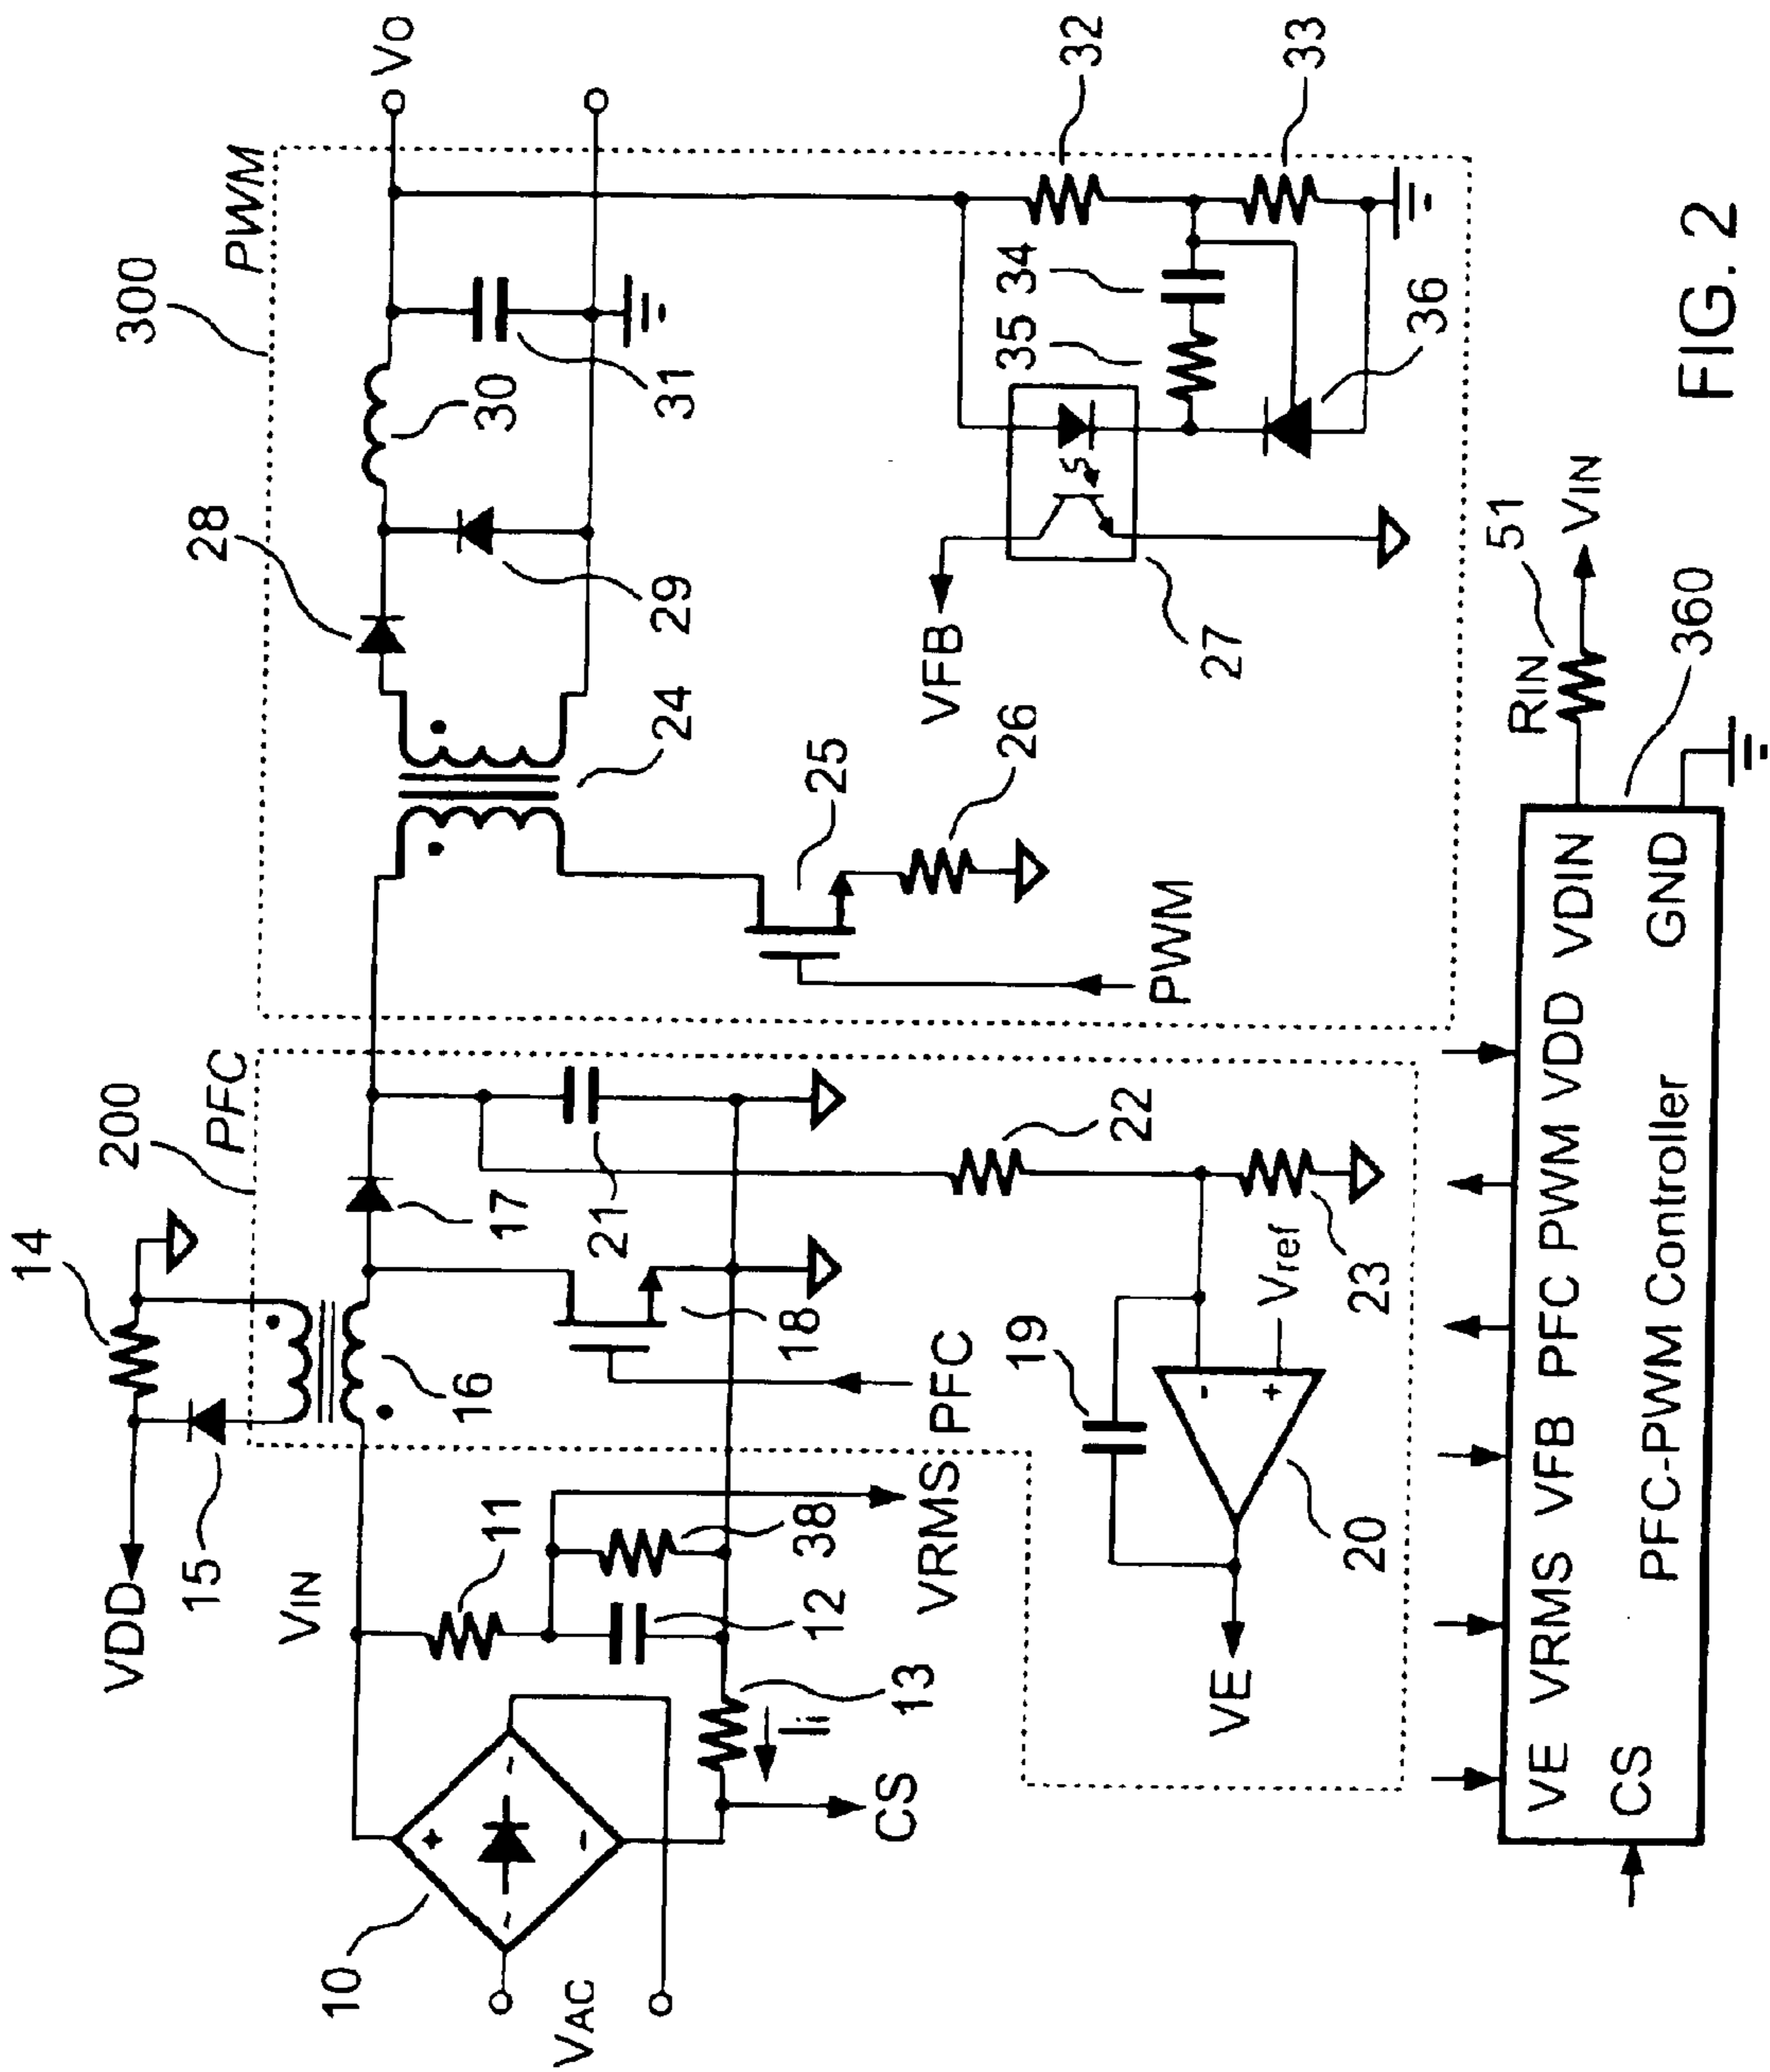 300
PWM
200
PFC
14
28
VO
VDD
15
VIN
16
17
30
31
29
24
10
11
12
38
18
21
25
26
VAC
13
Ii
CS
VRMS
PFC
PWM
VFB
27
35
34
32
33
36
19
22
VE
20
-
+
Vref
23
RIN
51
VIN
360
VE VRMS VFB PFC PWM VDD VDIN
CS
PFC-PWM Controller
GND
FIG. 2